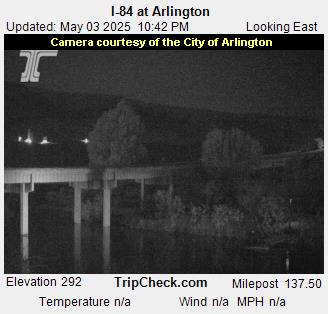 I-84 at Arlington
Updated: May 03 2025 10:42 PM Looking East
Camera courtesy of the City of Arlington
Elevation 292 TripCheck.com Milepost 137.50
Temperature n/a Wind n/a MPH n/a